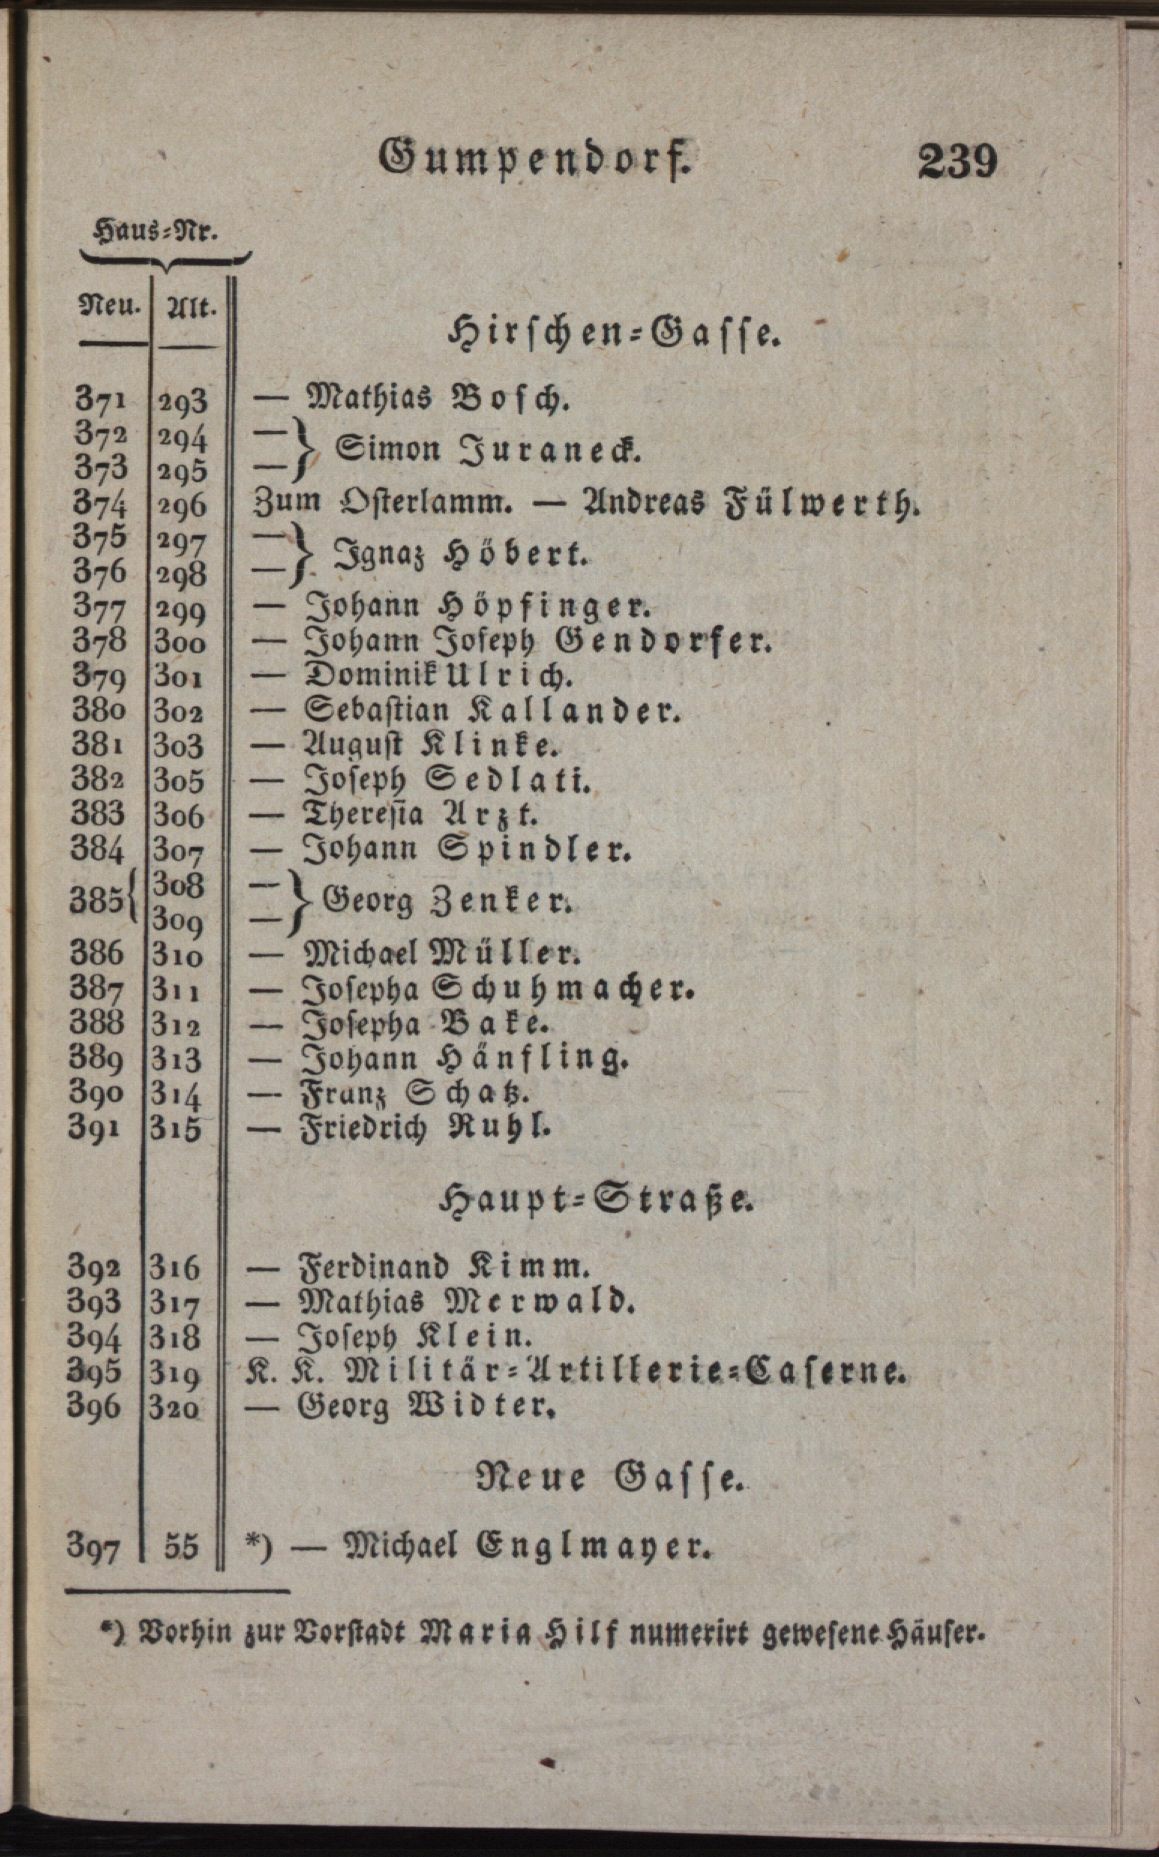 Gumpendorf. 239
Haus-Nr.
Neu. Alt.
Hirschen-Gasse.
371 293 — Mathias Bosch.
372 294 —
373 295 — } Simon Juraneck.
374 296 Zum Osterlamm. — Andreas Fülwerth.
375 297 —
376 298 — } Ignaz Höbert.
377 299 — Johann Höpfinger.
378 300 — Johann Joseph Gendorfer.
379 301 — Dominik Ulrich.
380 302 — Sebastian Kallander.
381 303 — August Klinke.
382 305 — Joseph Sedlati.
383 306 — Theresia Arzt.
384 307 — Johann Spindler.
385 { 308 —
309 — } Georg Zenker.
386 310 — Michael Müller.
387 311 — Josepha Schuhmacher.
388 312 — Josepha Bake.
389 313 — Johann Hänfling.
390 314 — Franz Schatz.
391 315 — Friedrich Ruhl.
Haupt-Straße.
392 316 — Ferdinand Kimm.
393 317 — Mathias Merwald.
394 318 — Joseph Klein.
395 319 K. K. Militär-Artillerie-Caserne.
396 320 — Georg Widter.
Neue Gasse.
397 55 *) — Michael Englmayer.
*) Vorhin zur Vorstadt Maria Hilf numerirt gewesene Häuser.